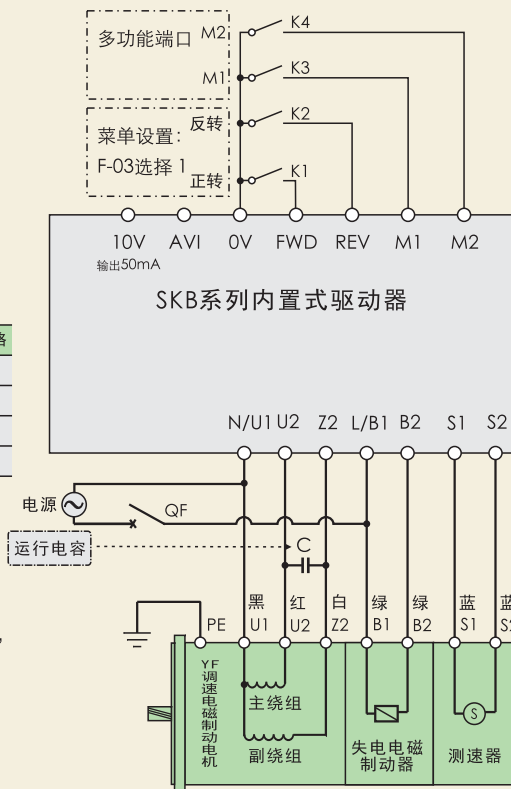 K4
多功能端口 M2
K3
M1
K2
反转
菜单设置:
F-03选择 1
K1
正转
10V AVI 0V FWD REV M1 M2
输出50mA
SKB系列内置式驱动器
N/U1 U2 Z2 L/B1 B2 S1 S2
电源
QF
运行电容
C
黑 红 白 绿 绿 蓝 蓝
PE U1 U2 Z2 B1 B2 S1 S2
YF调速电磁制动电机
主绕组
副绕组
失电电磁
制动器
S
测速器